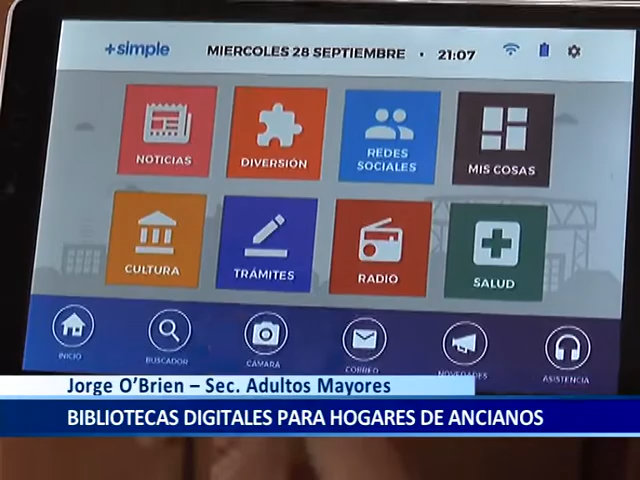 +simple
MIERCOLES 28 SEPTIEMBRE • 21:07
NOTICIAS
DIVERSIÓN
REDES
SOCIALES
MIS COSAS
CULTURA
TRÁMITES
RADIO
SALUD
INICIO
BUSCADOR
CÁMARA
CORREO
NOVEDADES
ASISTENCIA
Jorge O'Brien – Sec. Adultos Mayores
BIBLIOTECAS DIGITALES PARA HOGARES DE ANCIANOS